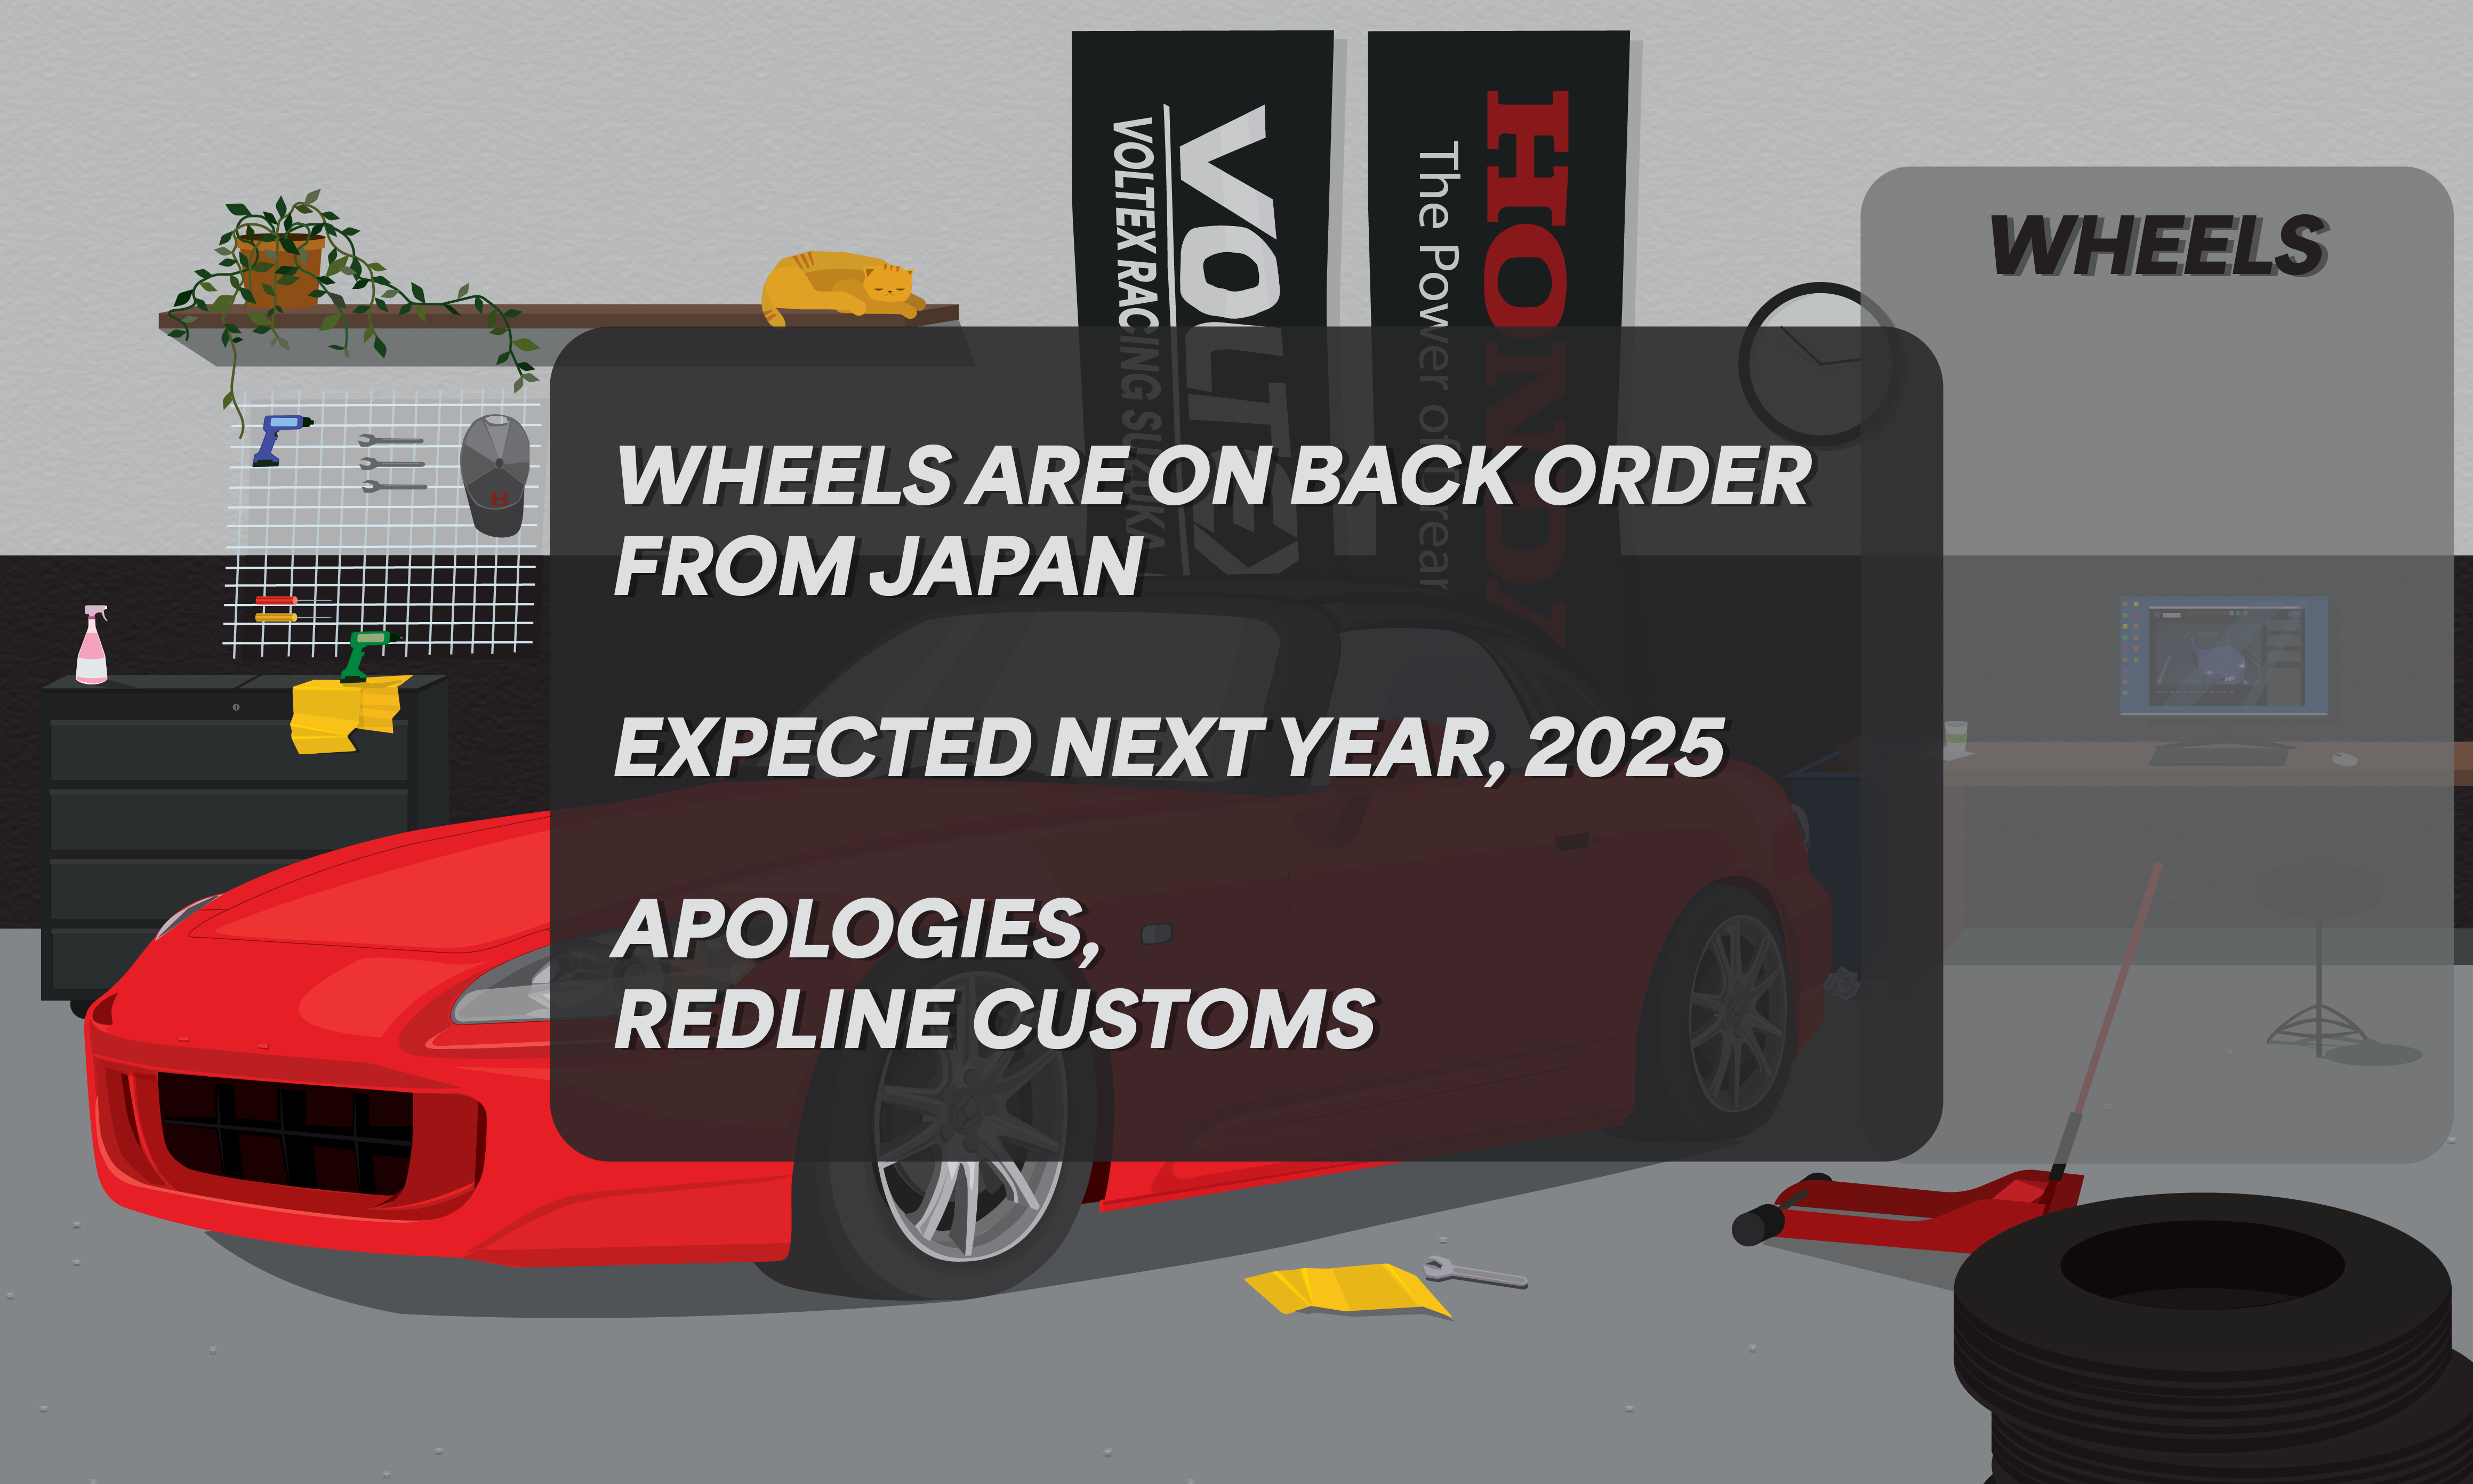 VOLTEX
VOLTEX RACING SUZUKA
HONDA
The Power of Dreams
WHEELS
WHEELS ARE ON BACK ORDER
FROM JAPAN
EXPECTED NEXT YEAR, 2025
APOLOGIES,
REDLINE CUSTOMS